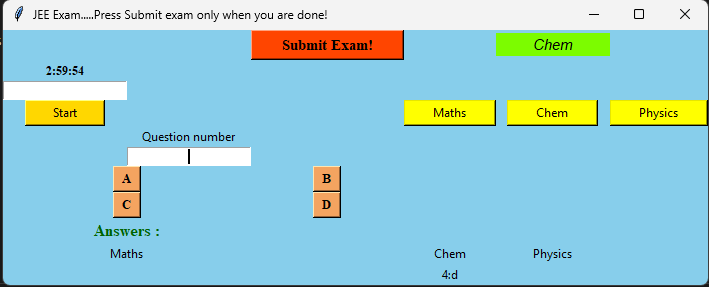 JEE Exam.....Press Submit exam only when you are done!
Submit Exam! Chem
2:59:54
Start Maths Chem Physics
Question number
A B
C D
Answers :
Maths Chem Physics
4:d